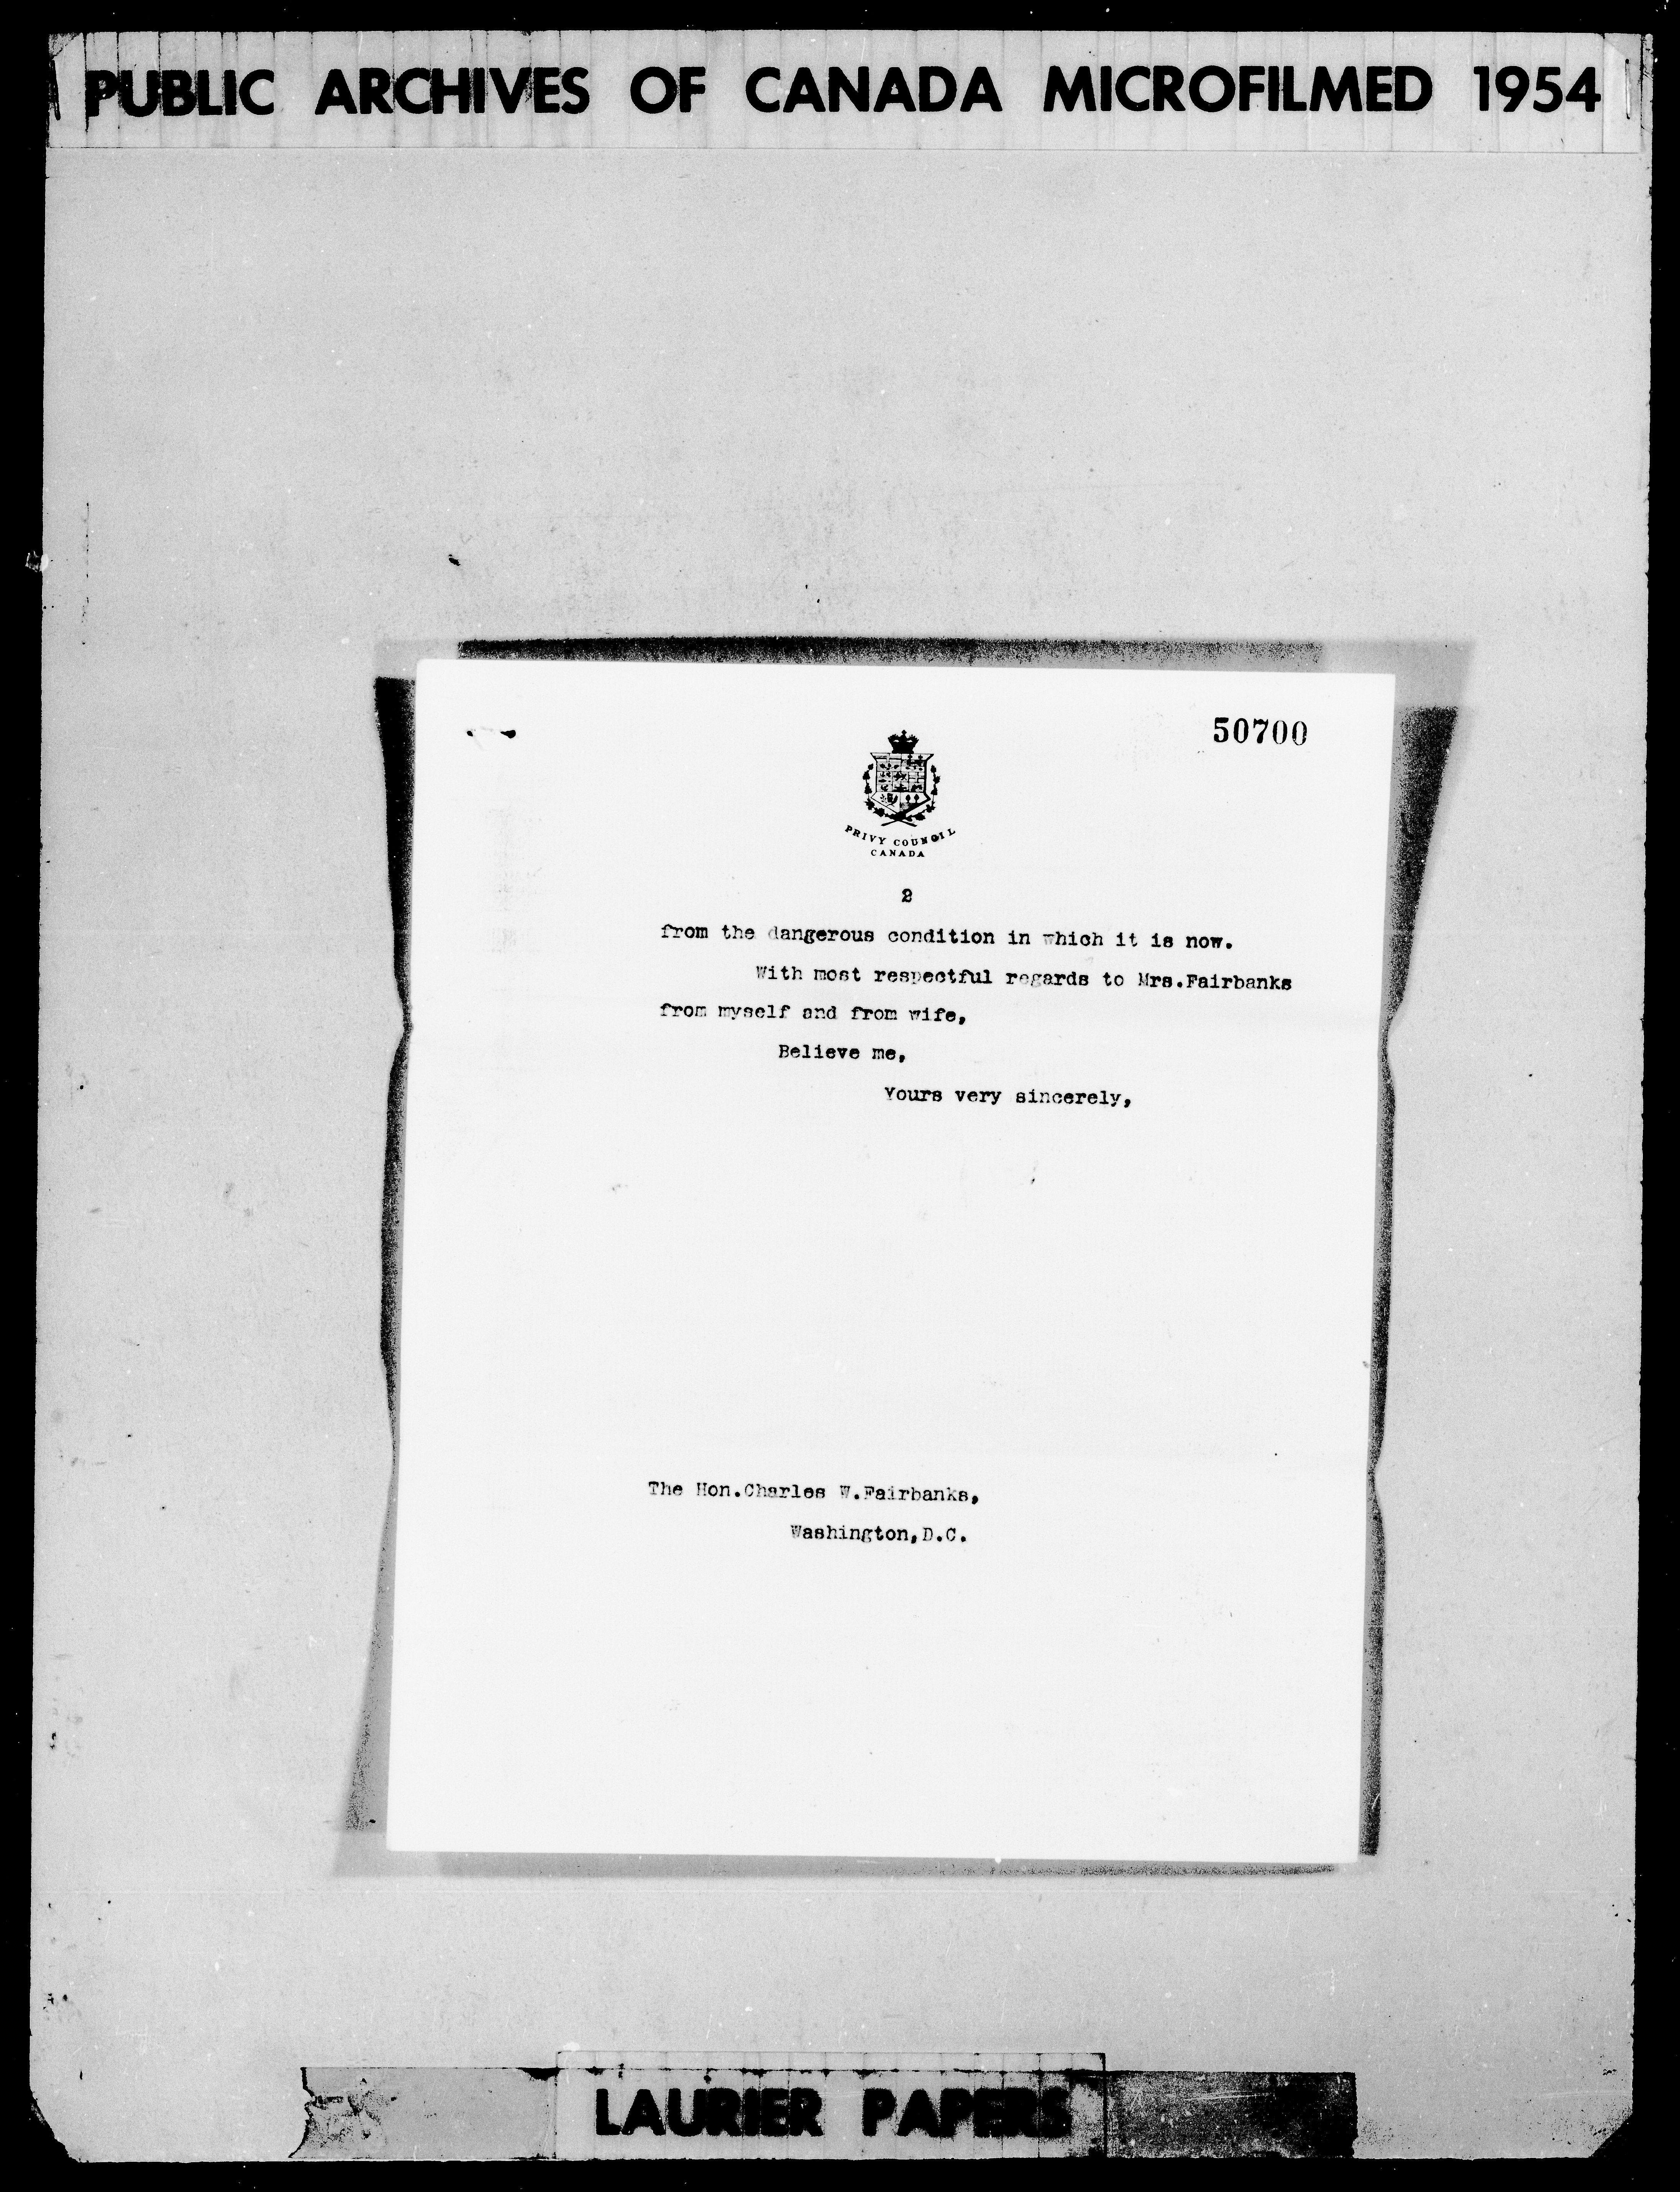 PUBLIC ARCHIVES OF CANADA MICROFILMED 1954
50700
PRIVY COUNCIL
CANADA
2
from the dangerous condition in which it is now.
With most respectful regards to Mrs.Fairbanks
from myself and from wife,
Believe me,
Yours very sincerely,
The Hon.Charles W.Fairbanks,
Washington,D.C.
LAURIER PAPERS